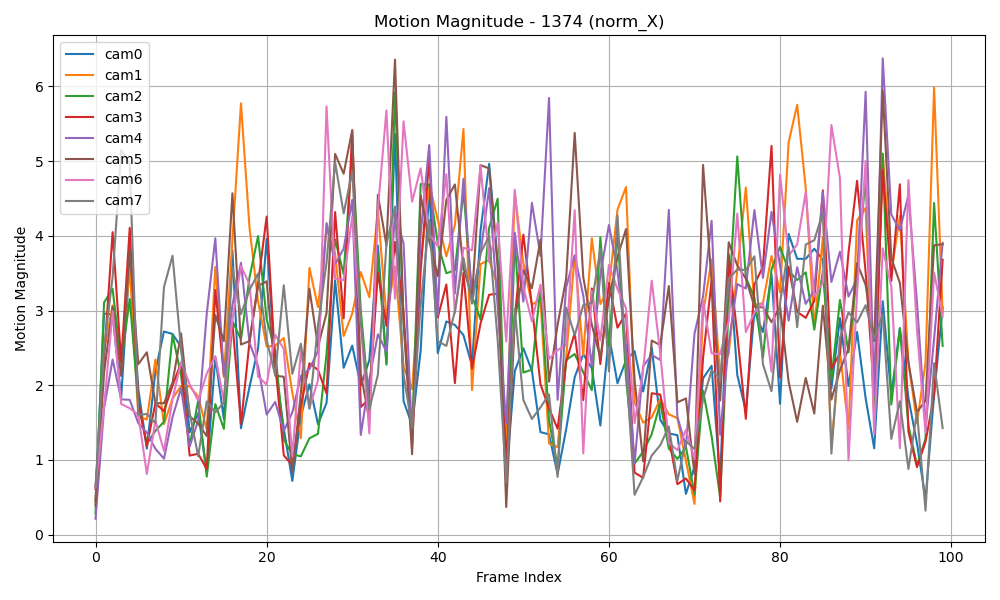 Motion Magnitude - 1374 (norm_X)
cam0
cam1
cam2
cam3
cam4
cam5
cam6
cam7
Motion Magnitude
6
5
4
3
2
1
0
0 20 40 60 80 100
Frame Index